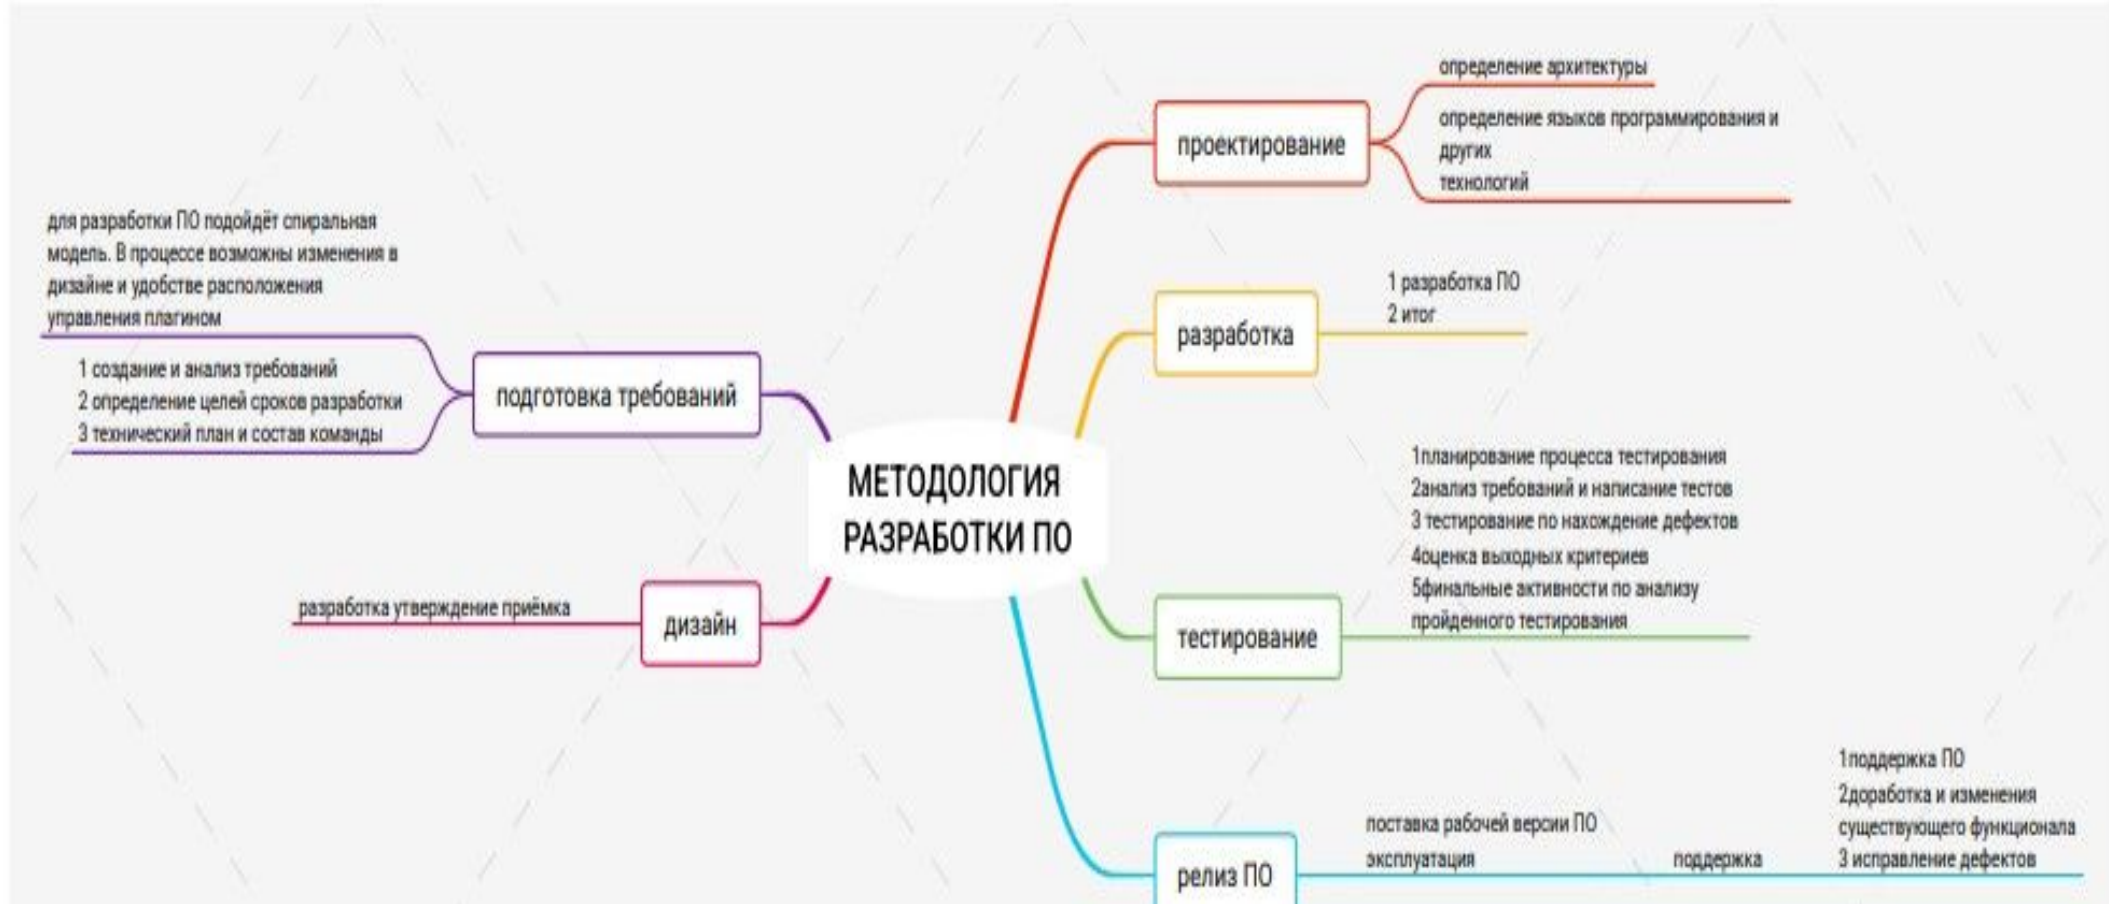 МЕТОДОЛОГИЯ
РАЗРАБОТКИ ПО
подготовка требований
для разработки ПО подойдёт спиральная
модель. В процессе возможны изменения в
дизайне и удобстве расположения
управления плагином
1 создание и анализ требований
2 определение целей сроков разработки
3 технический план и состав команды
дизайн
разработка утверждение приёмка
проектирование
определение архитектуры
определение языков программирования и
других
технологий
разработка
1 разработка ПО
2 итог
тестирование
1планирование процесса тестирования
2анализ требований и написание тестов
3 тестирование по нахождение дефектов
4оценка выходных критериев
5финальные активности по анализу
пройденного тестирования
релиз ПО
поставка рабочей версии ПО
эксплуатация
поддержка
1поддержка ПО
2доработка и изменения
существующего функционала
3 исправление дефектов